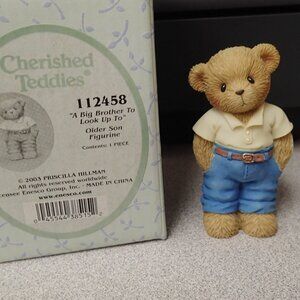 Cherished
Teddies®
112458
"A Big Brother To
Look Up To"
Older Son
Figurine
Contents: 1 PIECE
© 2003 PRISCILLA HILLMAN
All rights reserved worldwide
Licensee Enesco Group, Inc. · MADE IN CHINA
www.enesco.com